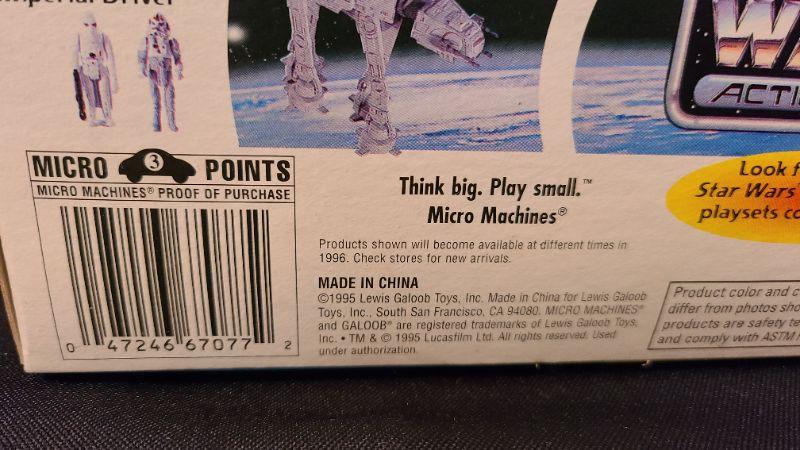 Imperial Driver
WA
ACTI
MICRO 3 POINTS
MICRO MACHINES® PROOF OF PURCHASE
0 47246 67077 2
Think big. Play small.™
Micro Machines®
Products shown will become available at different times in
1996. Check stores for new arrivals.
MADE IN CHINA
©1995 Lewis Galoob Toys, Inc. Made in China for Lewis Galoob
Toys, Inc., South San Francisco, CA 94080. MICRO MACHINES®
and GALOOB® are registered trademarks of Lewis Galoob Toys,
Inc. • TM & © 1995 Lucasfilm Ltd. All rights reserved. Used
under authorization.
Look f
Star Wars
playsets co
Product color and c
differ from photos sho
products are safety te
and comply with ASTM